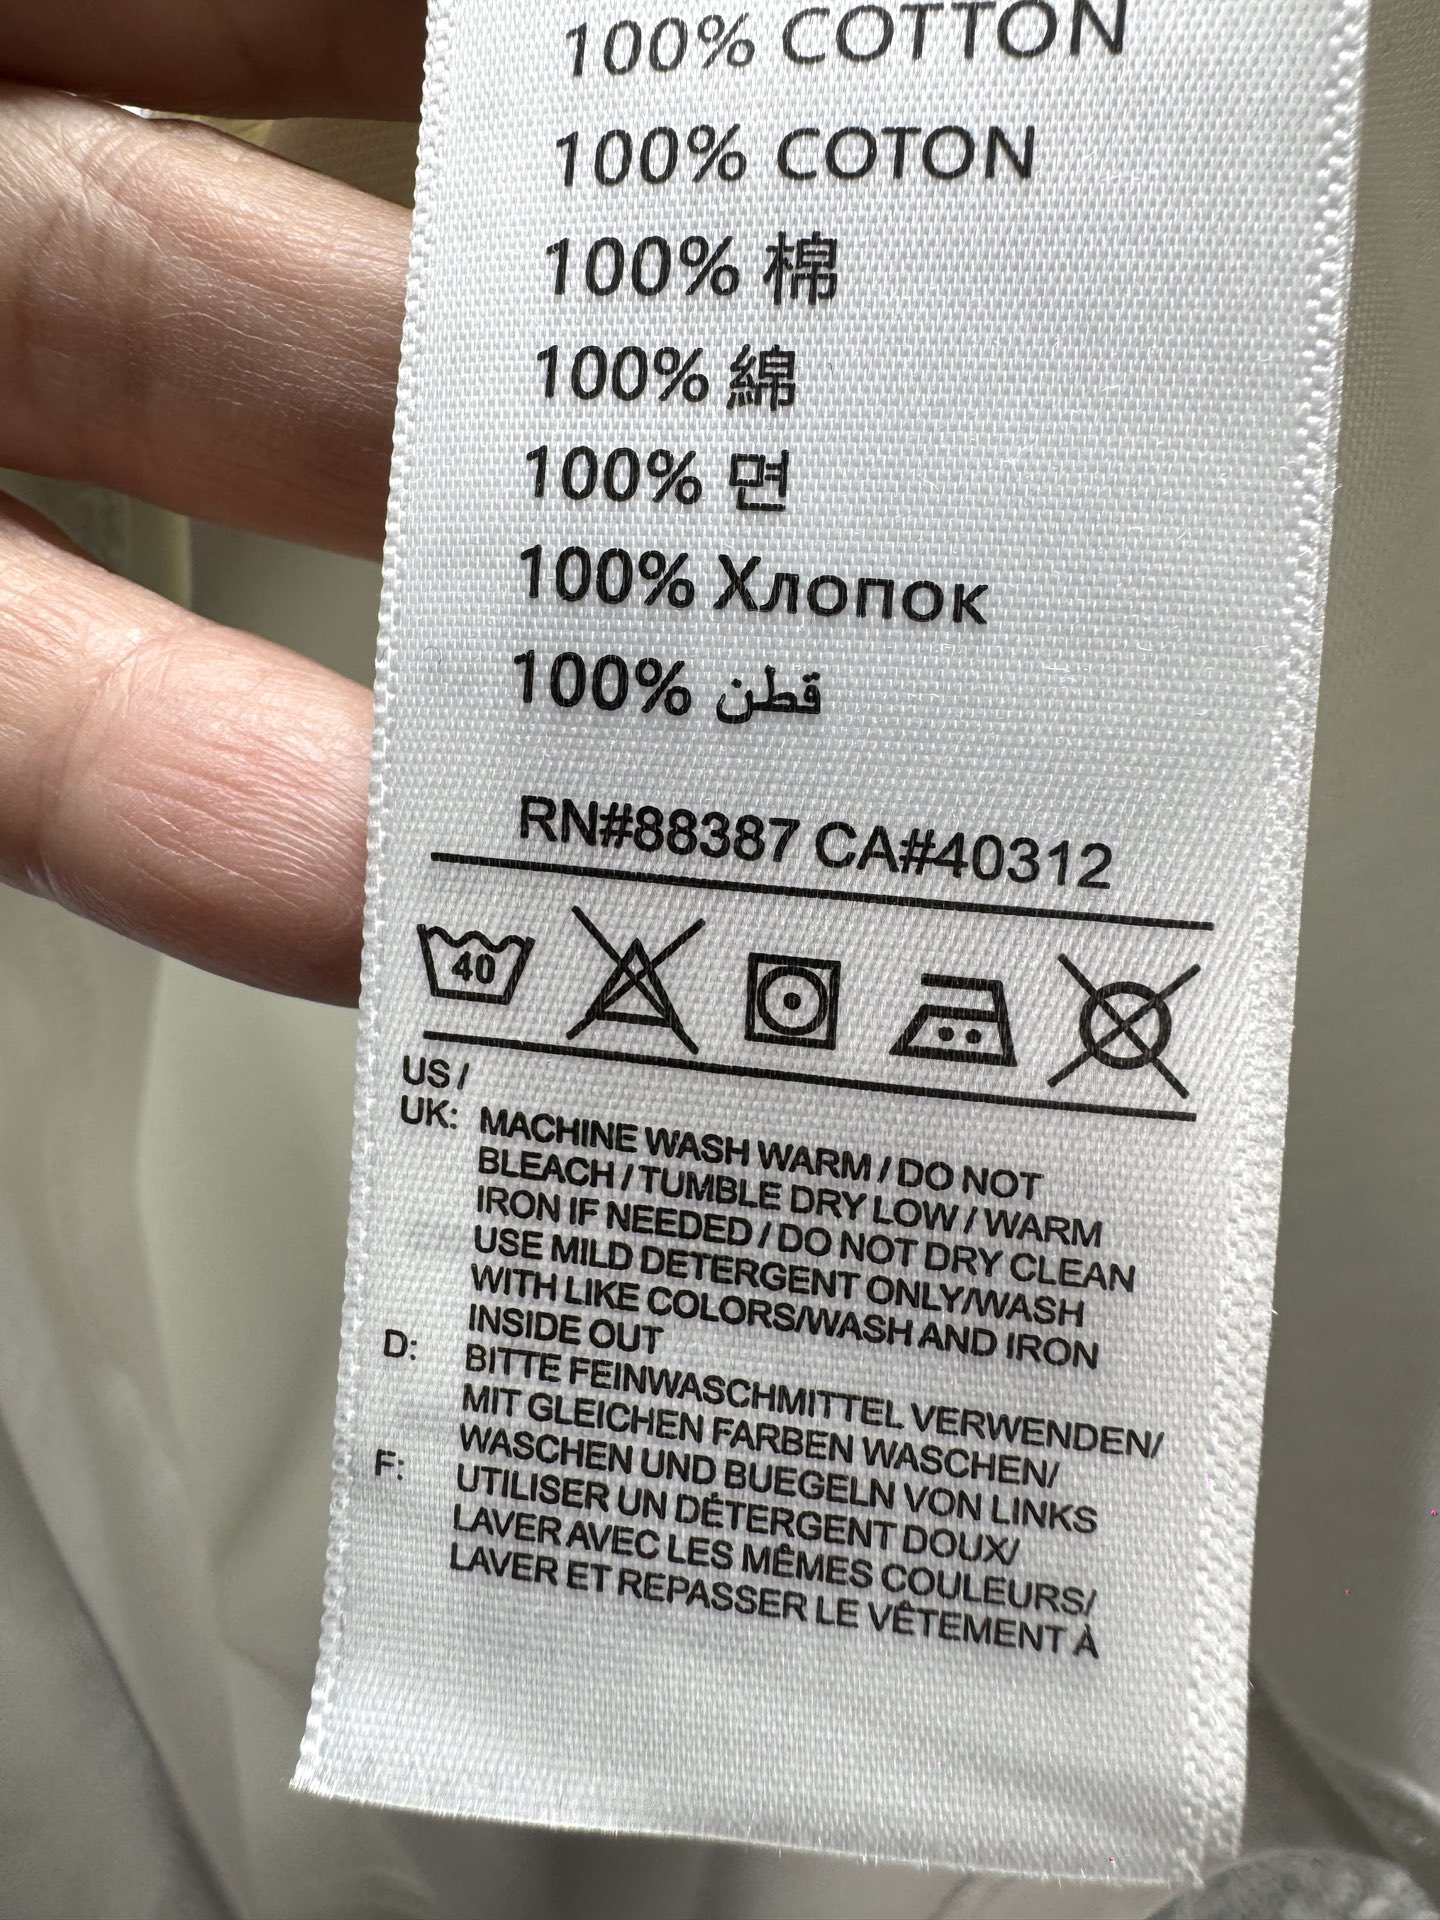 100% COTTON
100% COTON
100% 棉
100% 綿
100% 면
100% Хлопок
100% قطن
RN#88387 CA#40312
40
US /
UK: MACHINE WASH WARM / DO NOT
BLEACH / TUMBLE DRY LOW / WARM
IRON IF NEEDED / DO NOT DRY CLEAN
USE MILD DETERGENT ONLY/WASH
WITH LIKE COLORS/WASH AND IRON
INSIDE OUT
D: BITTE FEINWASCHMITTEL VERWENDEN/
MIT GLEICHEN FARBEN WASCHEN/
WASCHEN UND BUEGELN VON LINKS
F: UTILISER UN DÉTERGENT DOUX/
LAVER AVEC LES MÊMES COULEURS/
LAVER ET REPASSER LE VÊTEMENT À